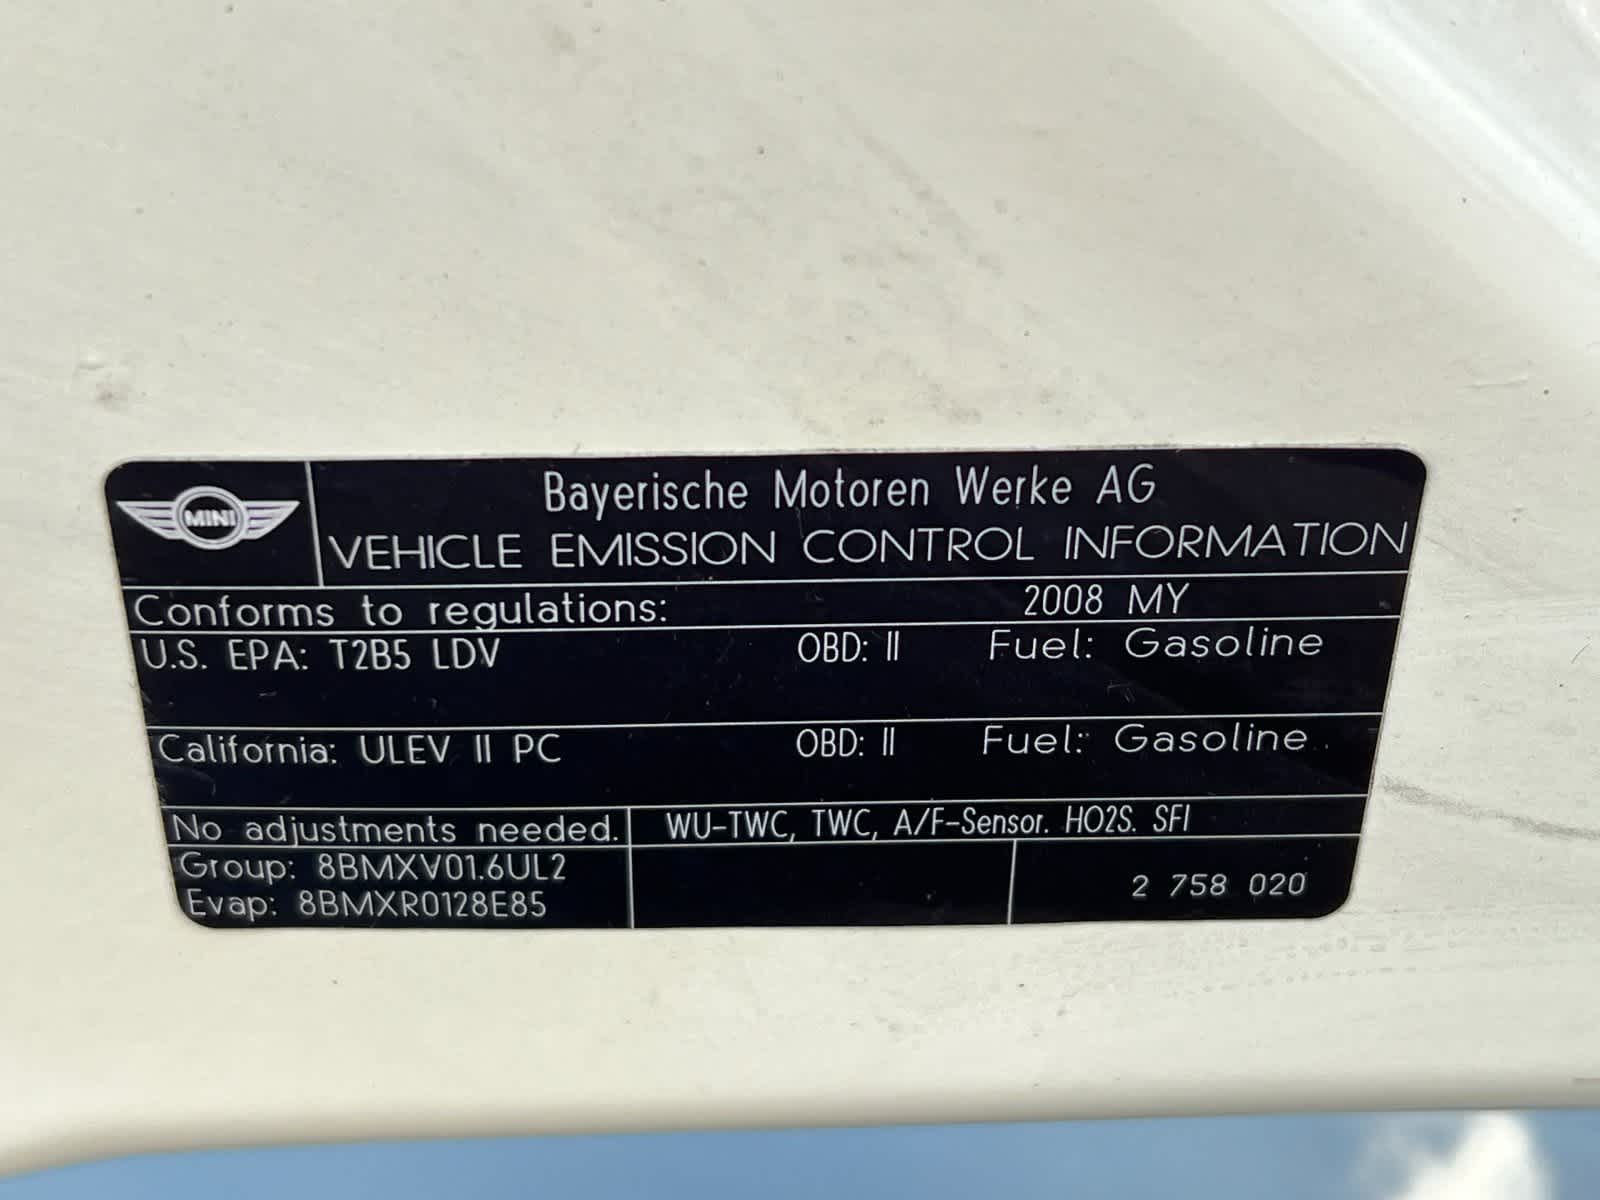 MINI
Bayerische Motoren Werke AG
VEHICLE EMISSION CONTROL INFORMATION
Conforms to regulations: 2008 MY
U.S. EPA: T2B5 LDV OBD: II Fuel: Gasoline
California: ULEV II PC OBD: II Fuel: Gasoline
No adjustments needed. WU-TWC, TWC, A/F-Sensor. HO2S. SFI
Group: 8BMXV01.6UL2
Evap: 8BMXR0128E85
2 758 020